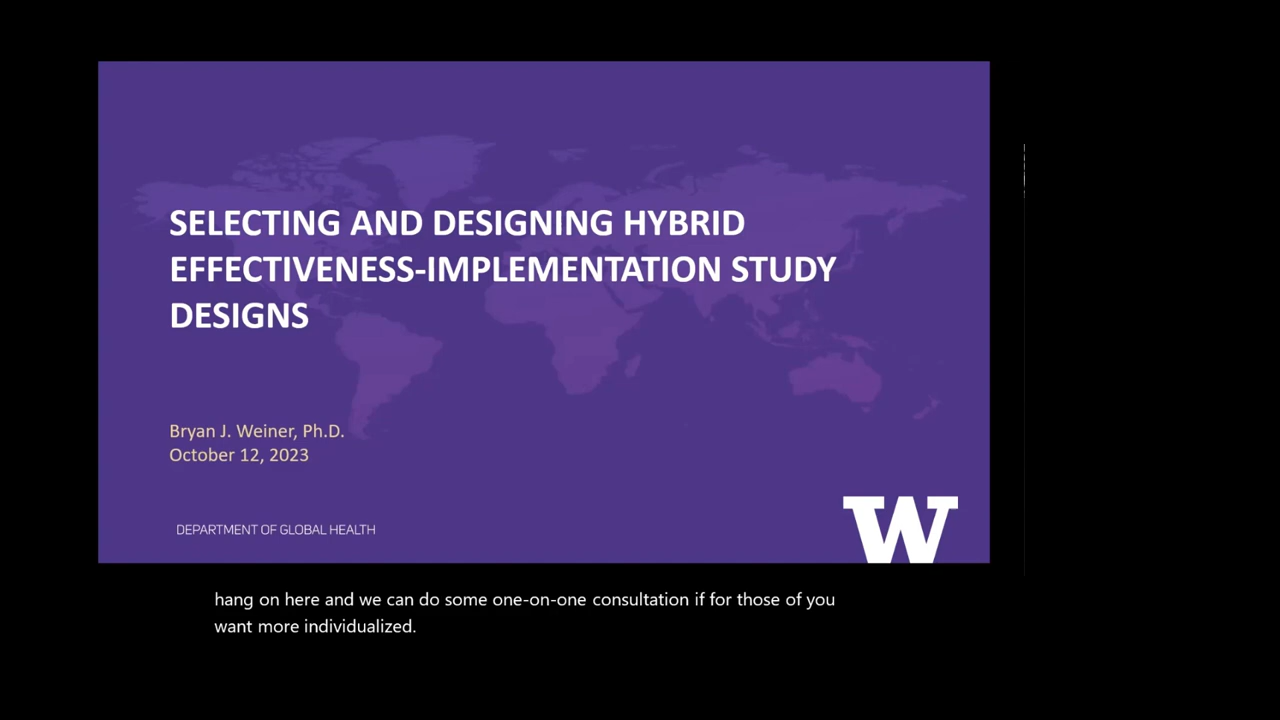 SELECTING AND DESIGNING HYBRID
EFFECTIVENESS-IMPLEMENTATION STUDY
DESIGNS
Bryan J. Weiner, Ph.D.
October 12, 2023
DEPARTMENT OF GLOBAL HEALTH
W
hang on here and we can do some one-on-one consultation if for those of you
want more individualized.